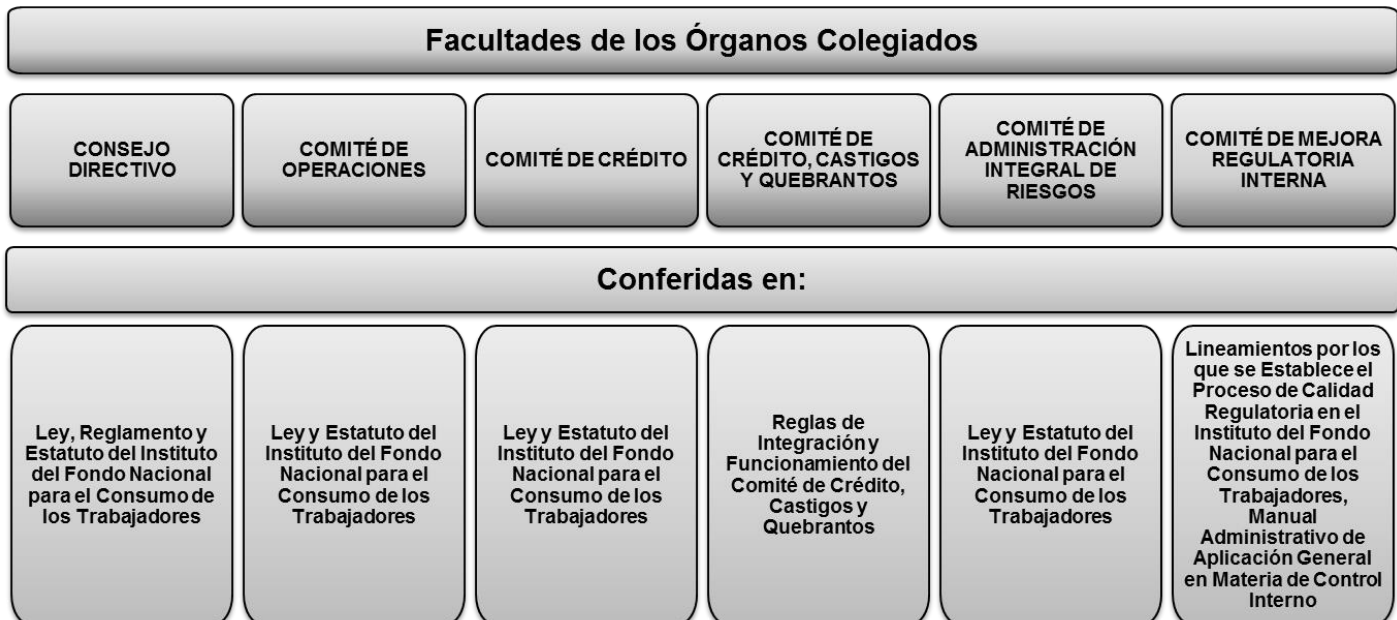 Facultades de los Órganos Colegiados
CONSEJO
DIRECTIVO
COMITÉ DE
OPERACIONES
COMITÉ DE CRÉDITO
COMITÉ DE
CRÉDITO, CASTIGOS
Y QUEBRANTOS
COMITÉ DE
ADMINISTRACIÓN
INTEGRAL DE
RIESGOS
COMITÉ DE MEJORA
REGULATORIA
INTERNA
Conferidas en:
Ley, Reglamento y
Estatuto del Instituto
del Fondo Nacional
para el Consumo de
los Trabajadores
Ley y Estatuto del
Instituto del Fondo
Nacional para el
Consumo de los
Trabajadores
Ley y Estatuto del
Instituto del Fondo
Nacional para el
Consumo de los
Trabajadores
Reglas de
Integración y
Funcionamiento del
Comité de Crédito,
Castigos y
Quebrantos
Ley y Estatuto del
Instituto del Fondo
Nacional para el
Consumo de los
Trabajadores
Lineamientos por los
que se Establece el
Proceso de Calidad
Regulatoria en el
Instituto del Fondo
Nacional para el
Consumo de los
Trabajadores,
Manual
Administrativo de
Aplicación General
en Materia de Control
Interno